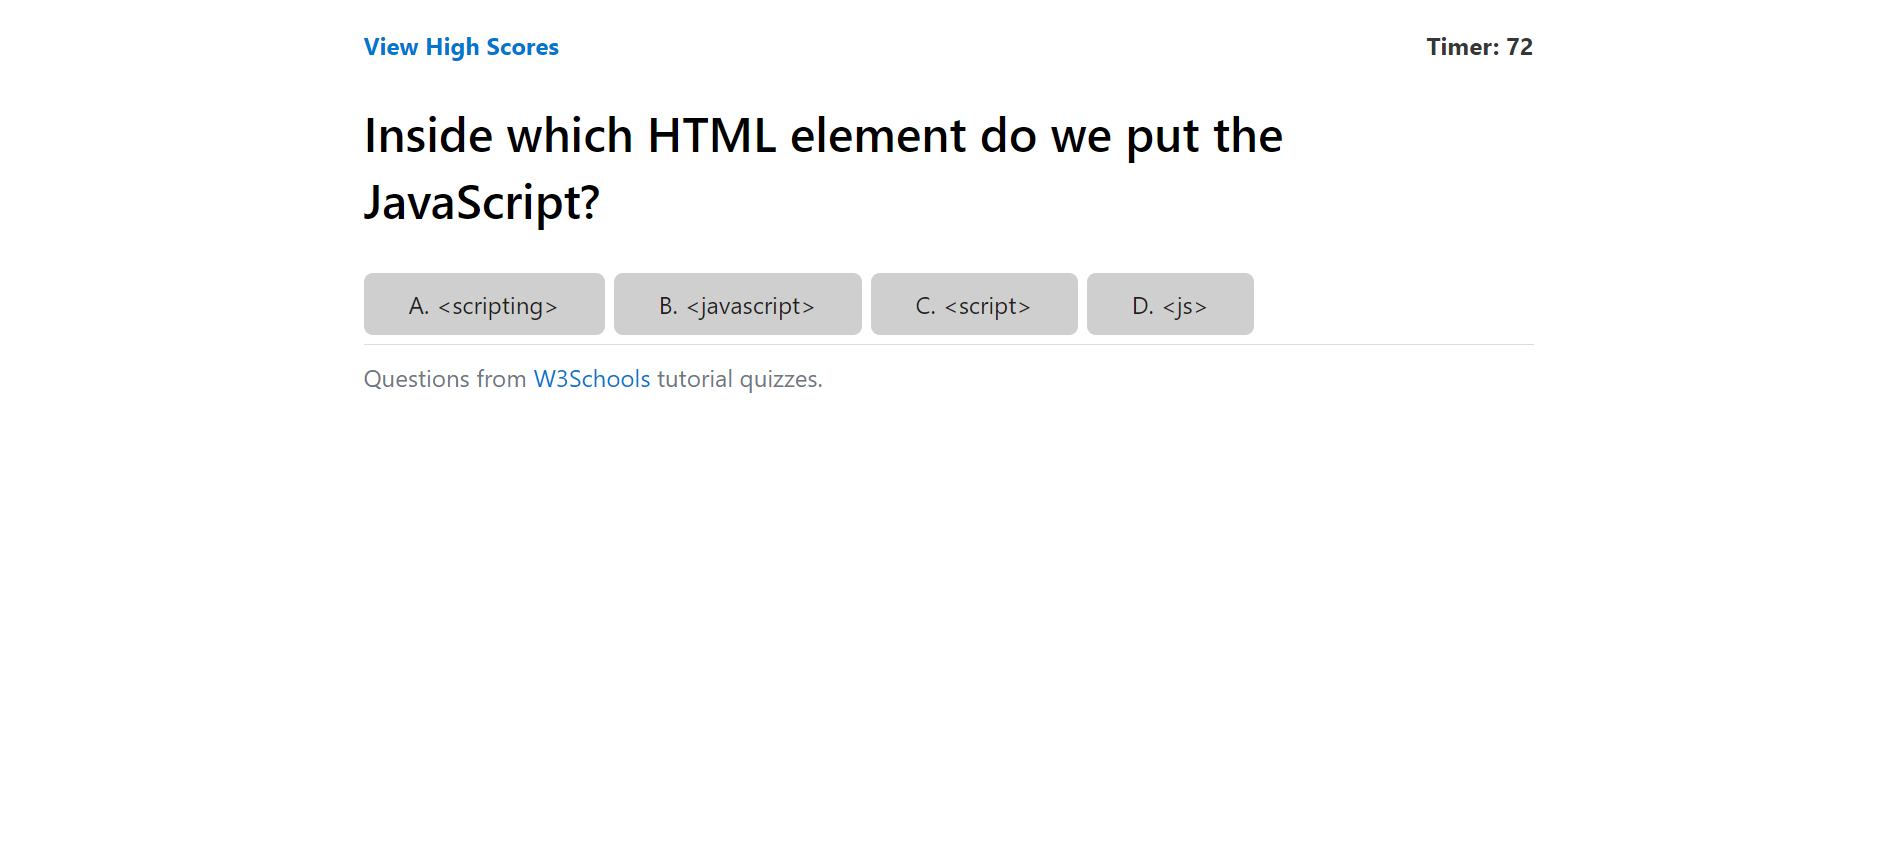 View High Scores
Timer: 72
Inside which HTML element do we put the
JavaScript?
A. <scripting>
B. <javascript>
C. <script>
D. <js>
Questions from W3Schools tutorial quizzes.